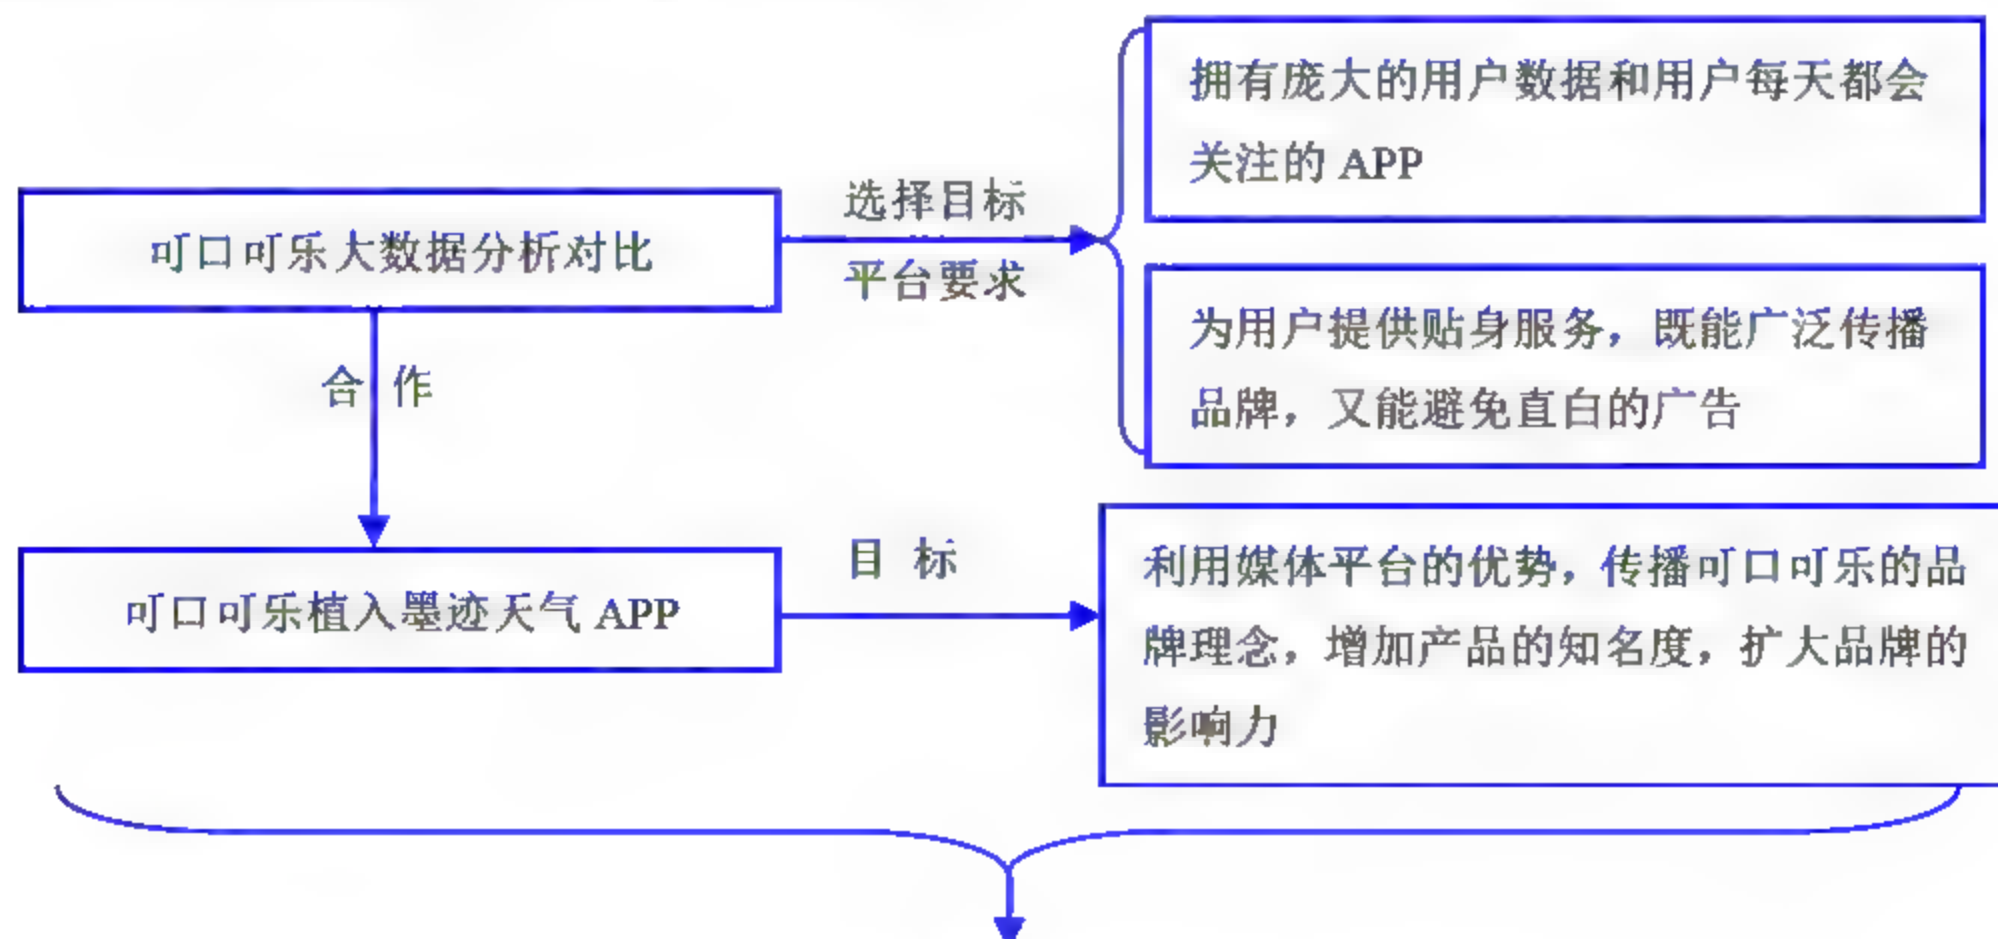 拥有庞大的用户数据和用户每天都会
关注的 APP
选择目标
可口可乐大数据分析对比
平台要求
为用户提供贴身服务，既能广泛传播
品牌，又能避免直白的广告
合 作
目 标
利用媒体平台的优势，传播可口可乐的品
可口可乐植入墨迹天气 APP
牌理念，增加产品的知名度，扩大品牌的
影响力